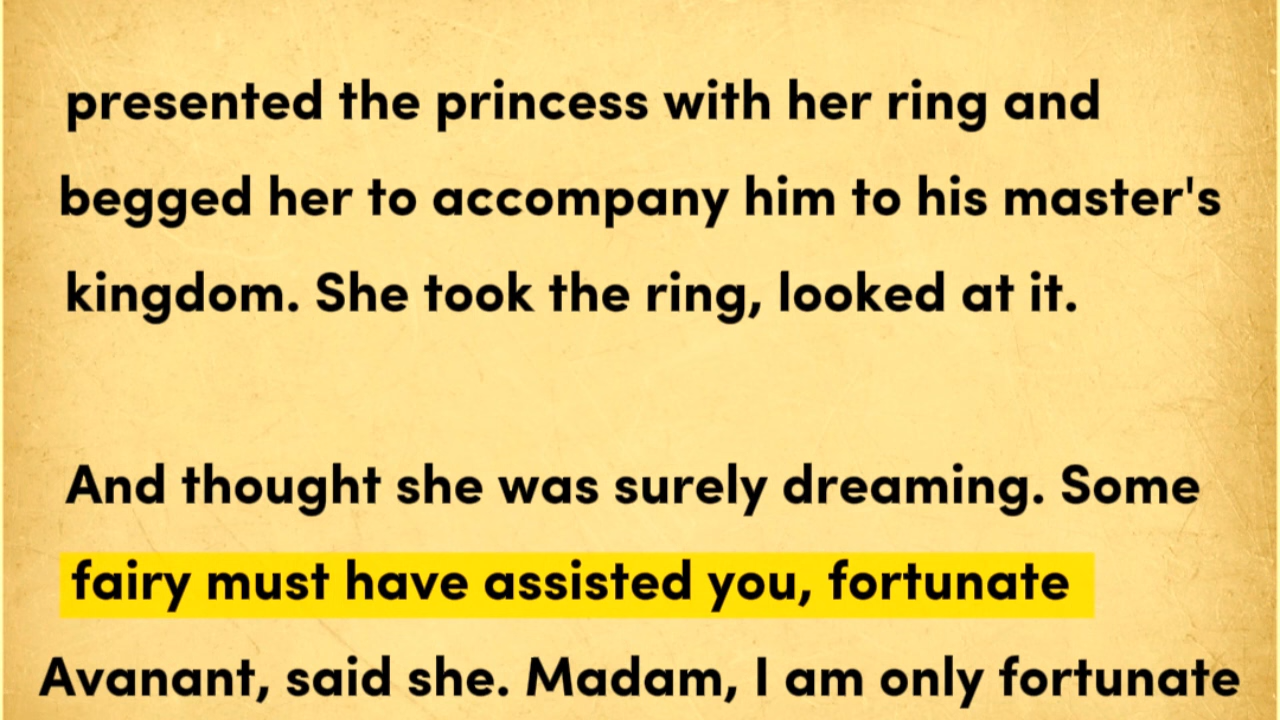 presented the princess with her ring and
begged her to accompany him to his master's
kingdom. She took the ring, looked at it.
And thought she was surely dreaming. Some
fairy must have assisted you, fortunate
Avanant, said she. Madam, I am only fortunate